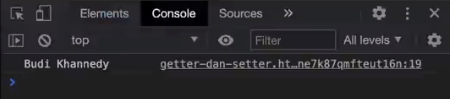 Elements Console Sources »
top Filter All levels
Budi Khannedy getter-dan-setter.ht…ne7k87qmfteut16n:19
>